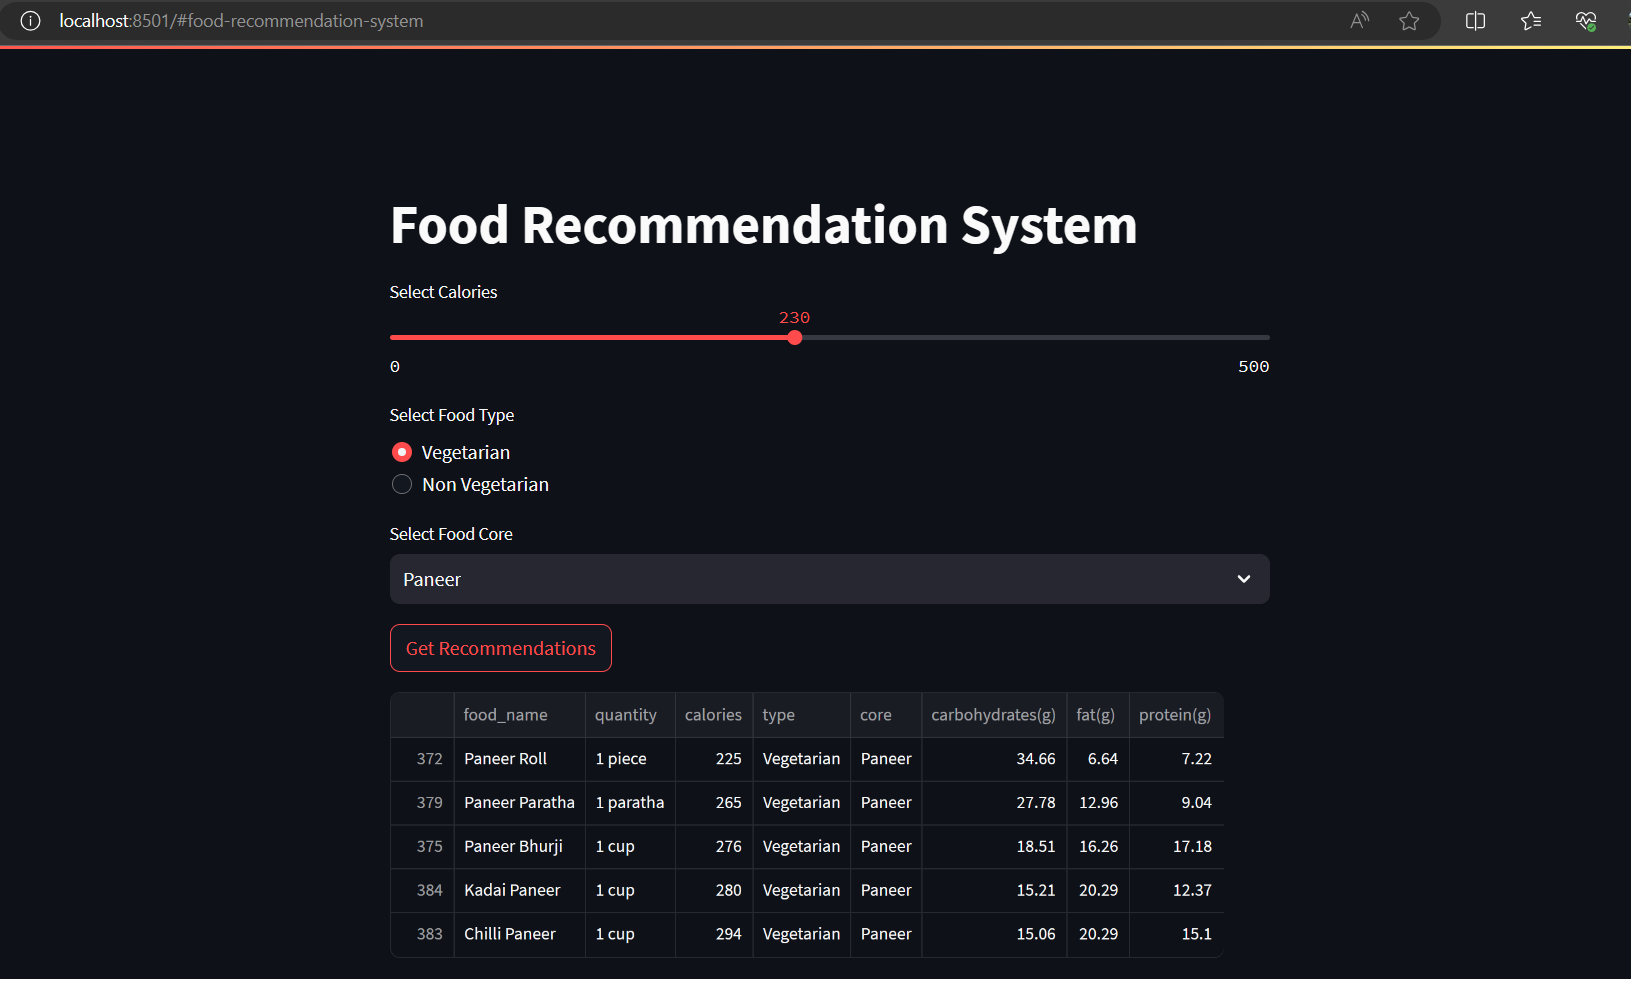 localhost:8501/#food-recommendation-system
Food Recommendation System
Select Calories
230
0 500
Select Food Type
Vegetarian
Non Vegetarian
Select Food Core
Paneer
Get Recommendations
food_name quantity calories type core carbohydrates(g) fat(g) protein(g)
372 Paneer Roll 1 piece 225 Vegetarian Paneer 34.66 6.64 7.22
379 Paneer Paratha 1 paratha 265 Vegetarian Paneer 27.78 12.96 9.04
375 Paneer Bhurji 1 cup 276 Vegetarian Paneer 18.51 16.26 17.18
384 Kadai Paneer 1 cup 280 Vegetarian Paneer 15.21 20.29 12.37
383 Chilli Paneer 1 cup 294 Vegetarian Paneer 15.06 20.29 15.1